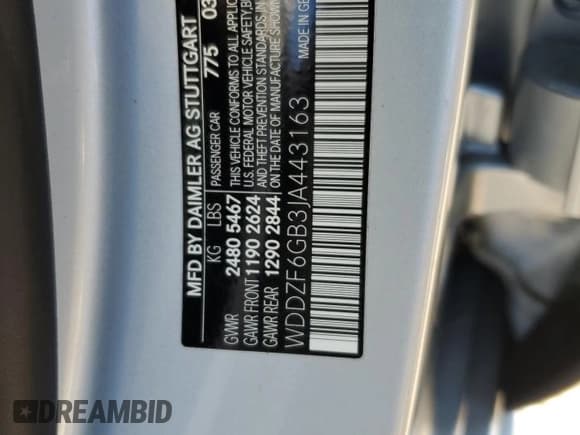 MFD BY DAIMLER AG STUTTGART
KG LBS PASSENGER CAR 775 03
GVWR 2480 5467 THIS VEHICLE CONFORMS TO ALL APPLIC
GAWR FRONT 1190 2624 U.S. FEDERAL MOTOR VEHICLE SAFETY,
AND THEFT PREVENTION STANDARDS IN
GAWR REAR 1290 2844 ON THE DATE OF MANUFACTURE SHOWN
MADE IN GE
WDDZF6GB3JA443163
DREAMBID